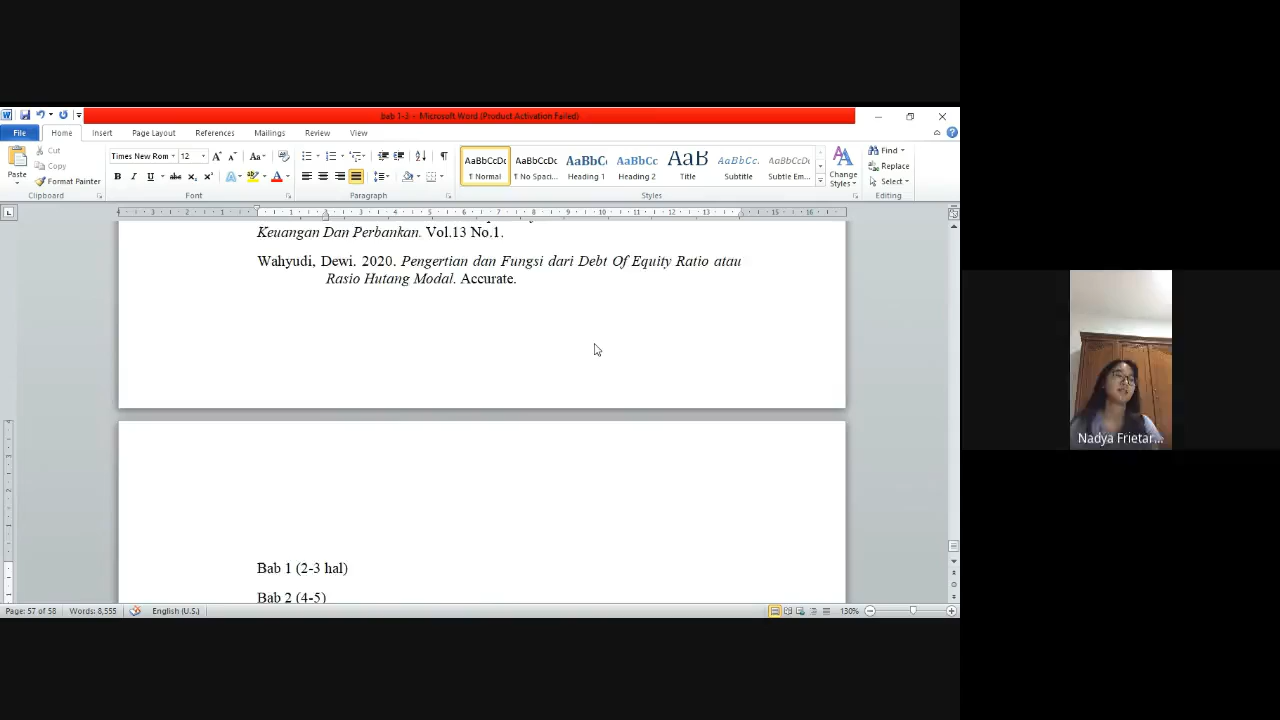 bab 1-3 - Microsoft Word (Product Activation Failed)
File Home Insert Page Layout References Mailings Review View
Cut
Copy
Format Painter
Paste
Clipboard
Times New Rom 12
Font
Paragraph
AaBbCcDc AaBbCcDc AaBbC AaBbCc AaB AaBbCc. AaBbCcDc
¶ Normal ¶ No Spaci... Heading 1 Heading 2 Title Subtitle Subtle Em...
Change Styles
Styles
Find
Replace
Select
Editing
Keuangan Dan Perbankan. Vol.13 No.1.
Wahyudi, Dewi. 2020. Pengertian dan Fungsi dari Debt Of Equity Ratio atau
Rasio Hutang Modal. Accurate.
Bab 1 (2-3 hal)
Bab 2 (4-5)
Page: 57 of 58 Words: 8,555 English (U.S.) 130%
Nadya Frietar...